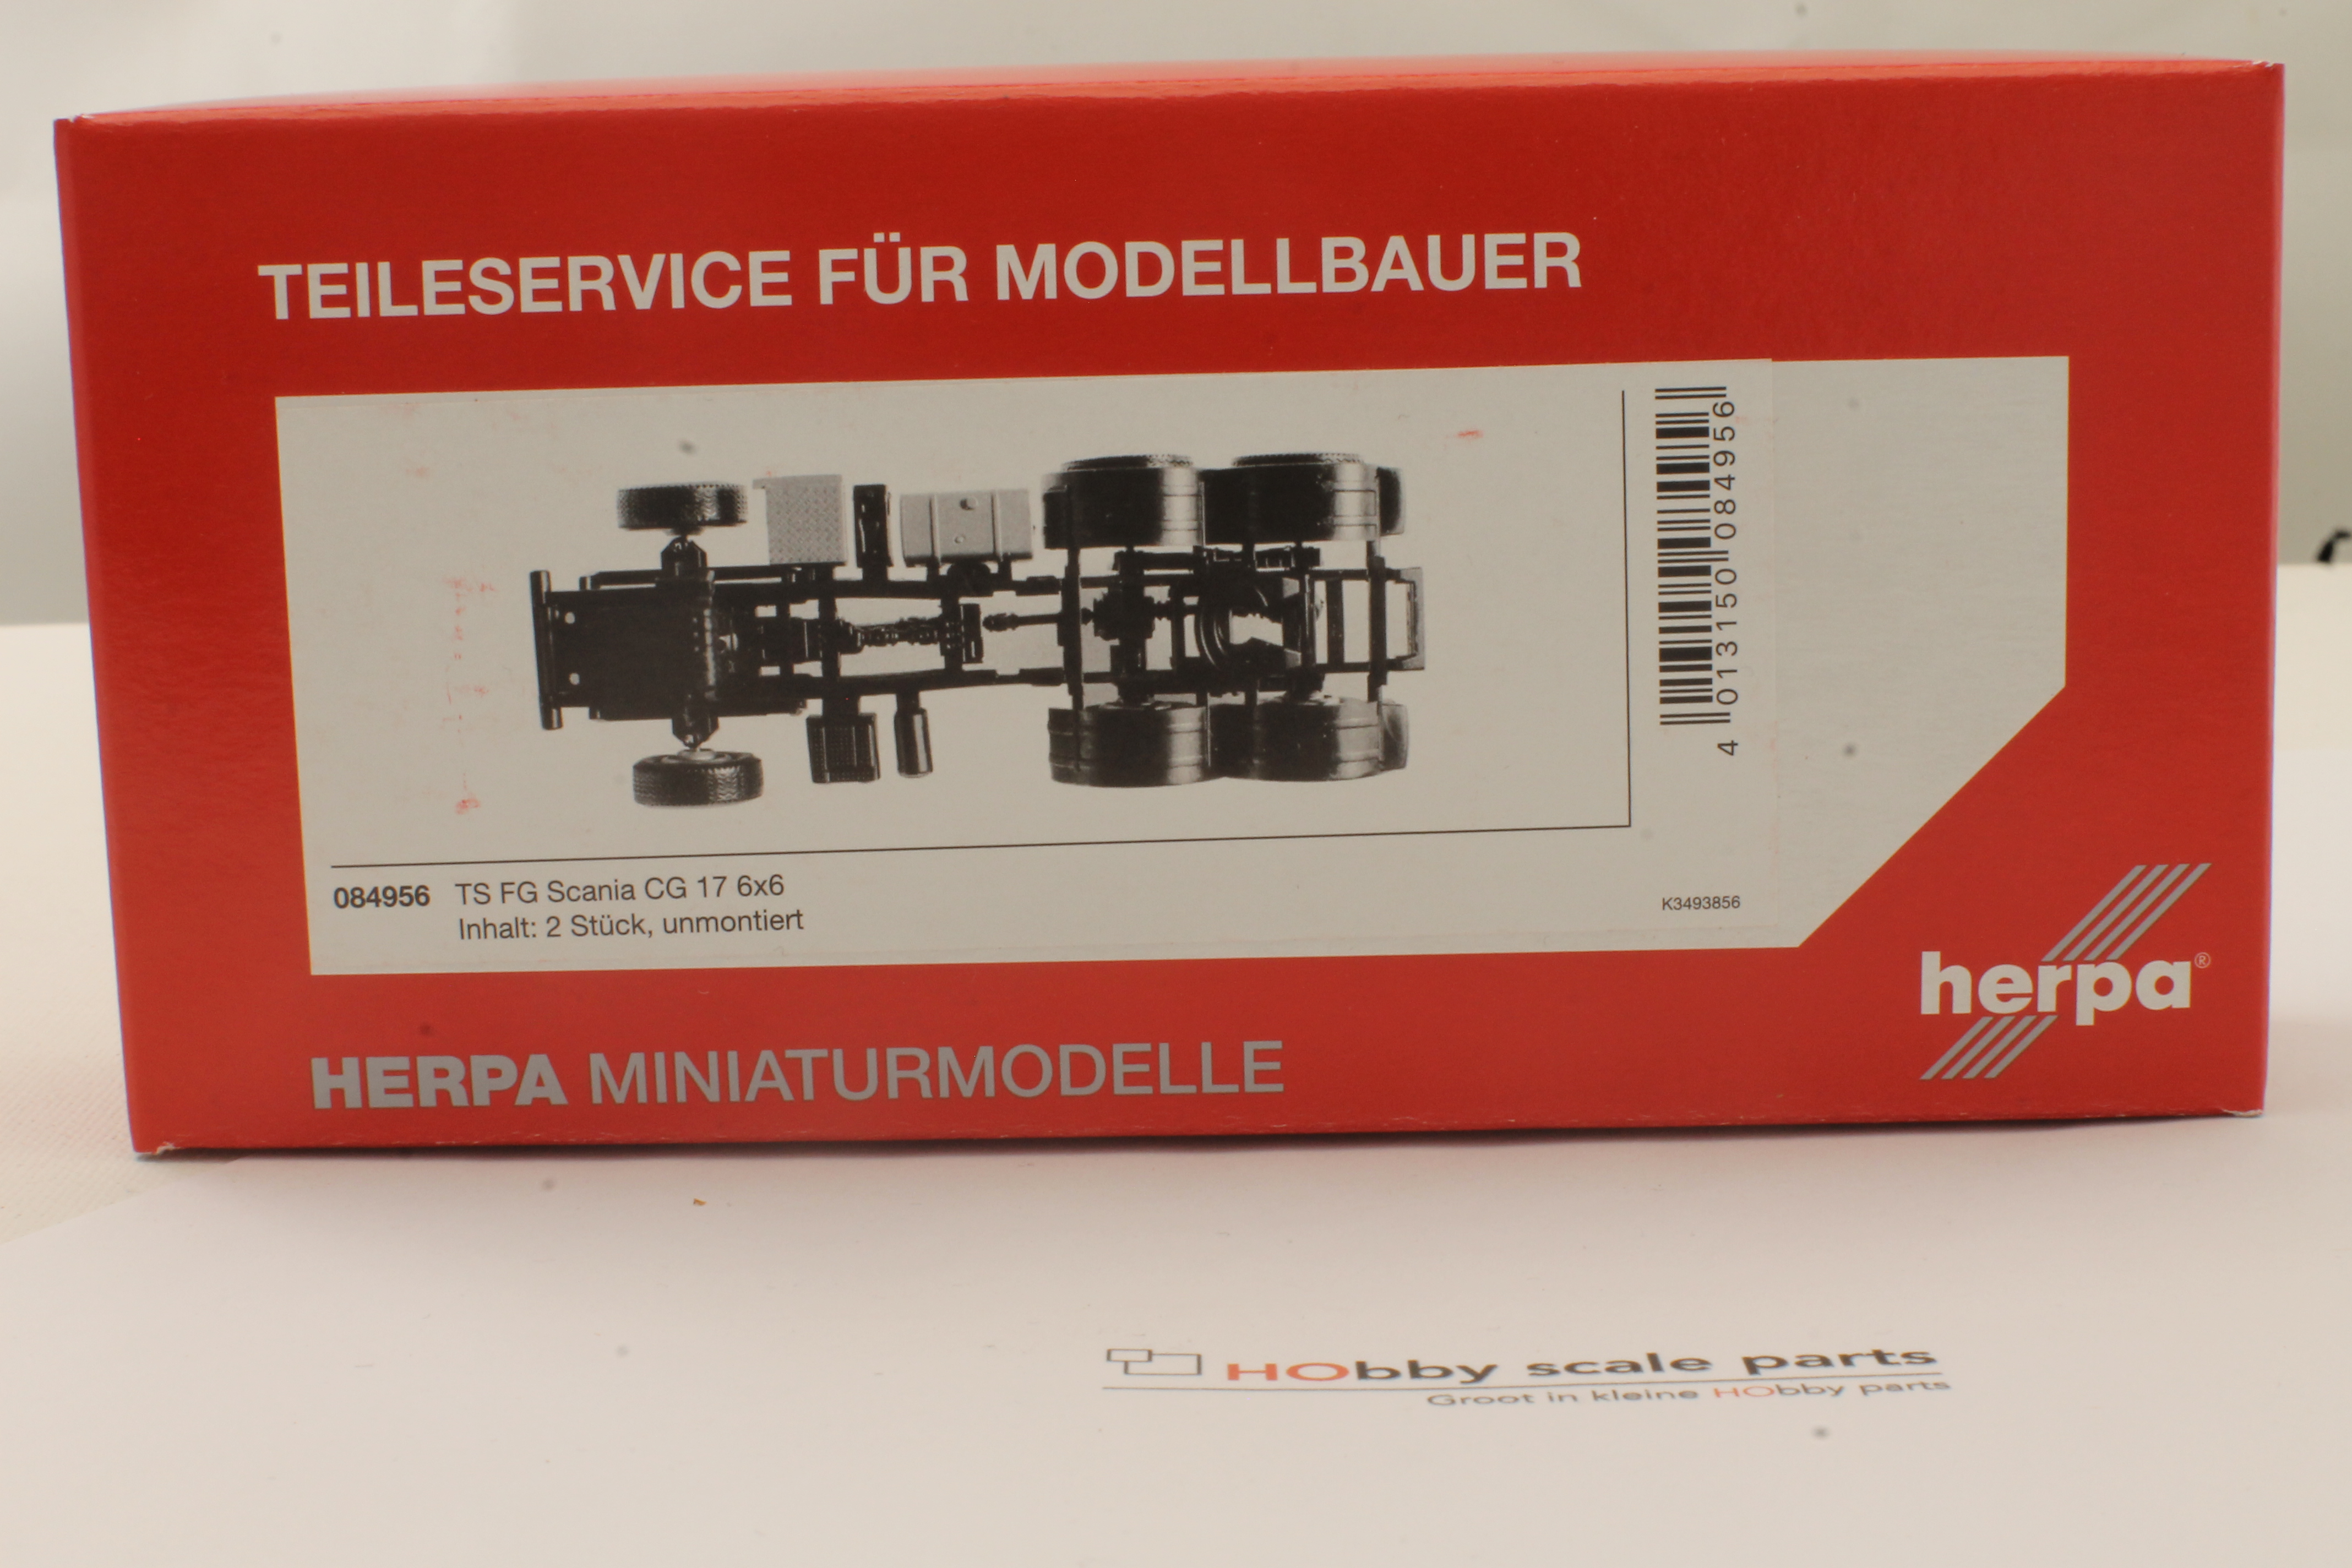 TEILESERVICE FÜR MODELLBAUER
4 013150 084956
084956 TS FG Scania CG 17 6x6
Inhalt: 2 Stück, unmontiert
K3493856
herpa®
HERPA MINIATURMODELLE
HObby scale parts
Groot in kleine HObby parts